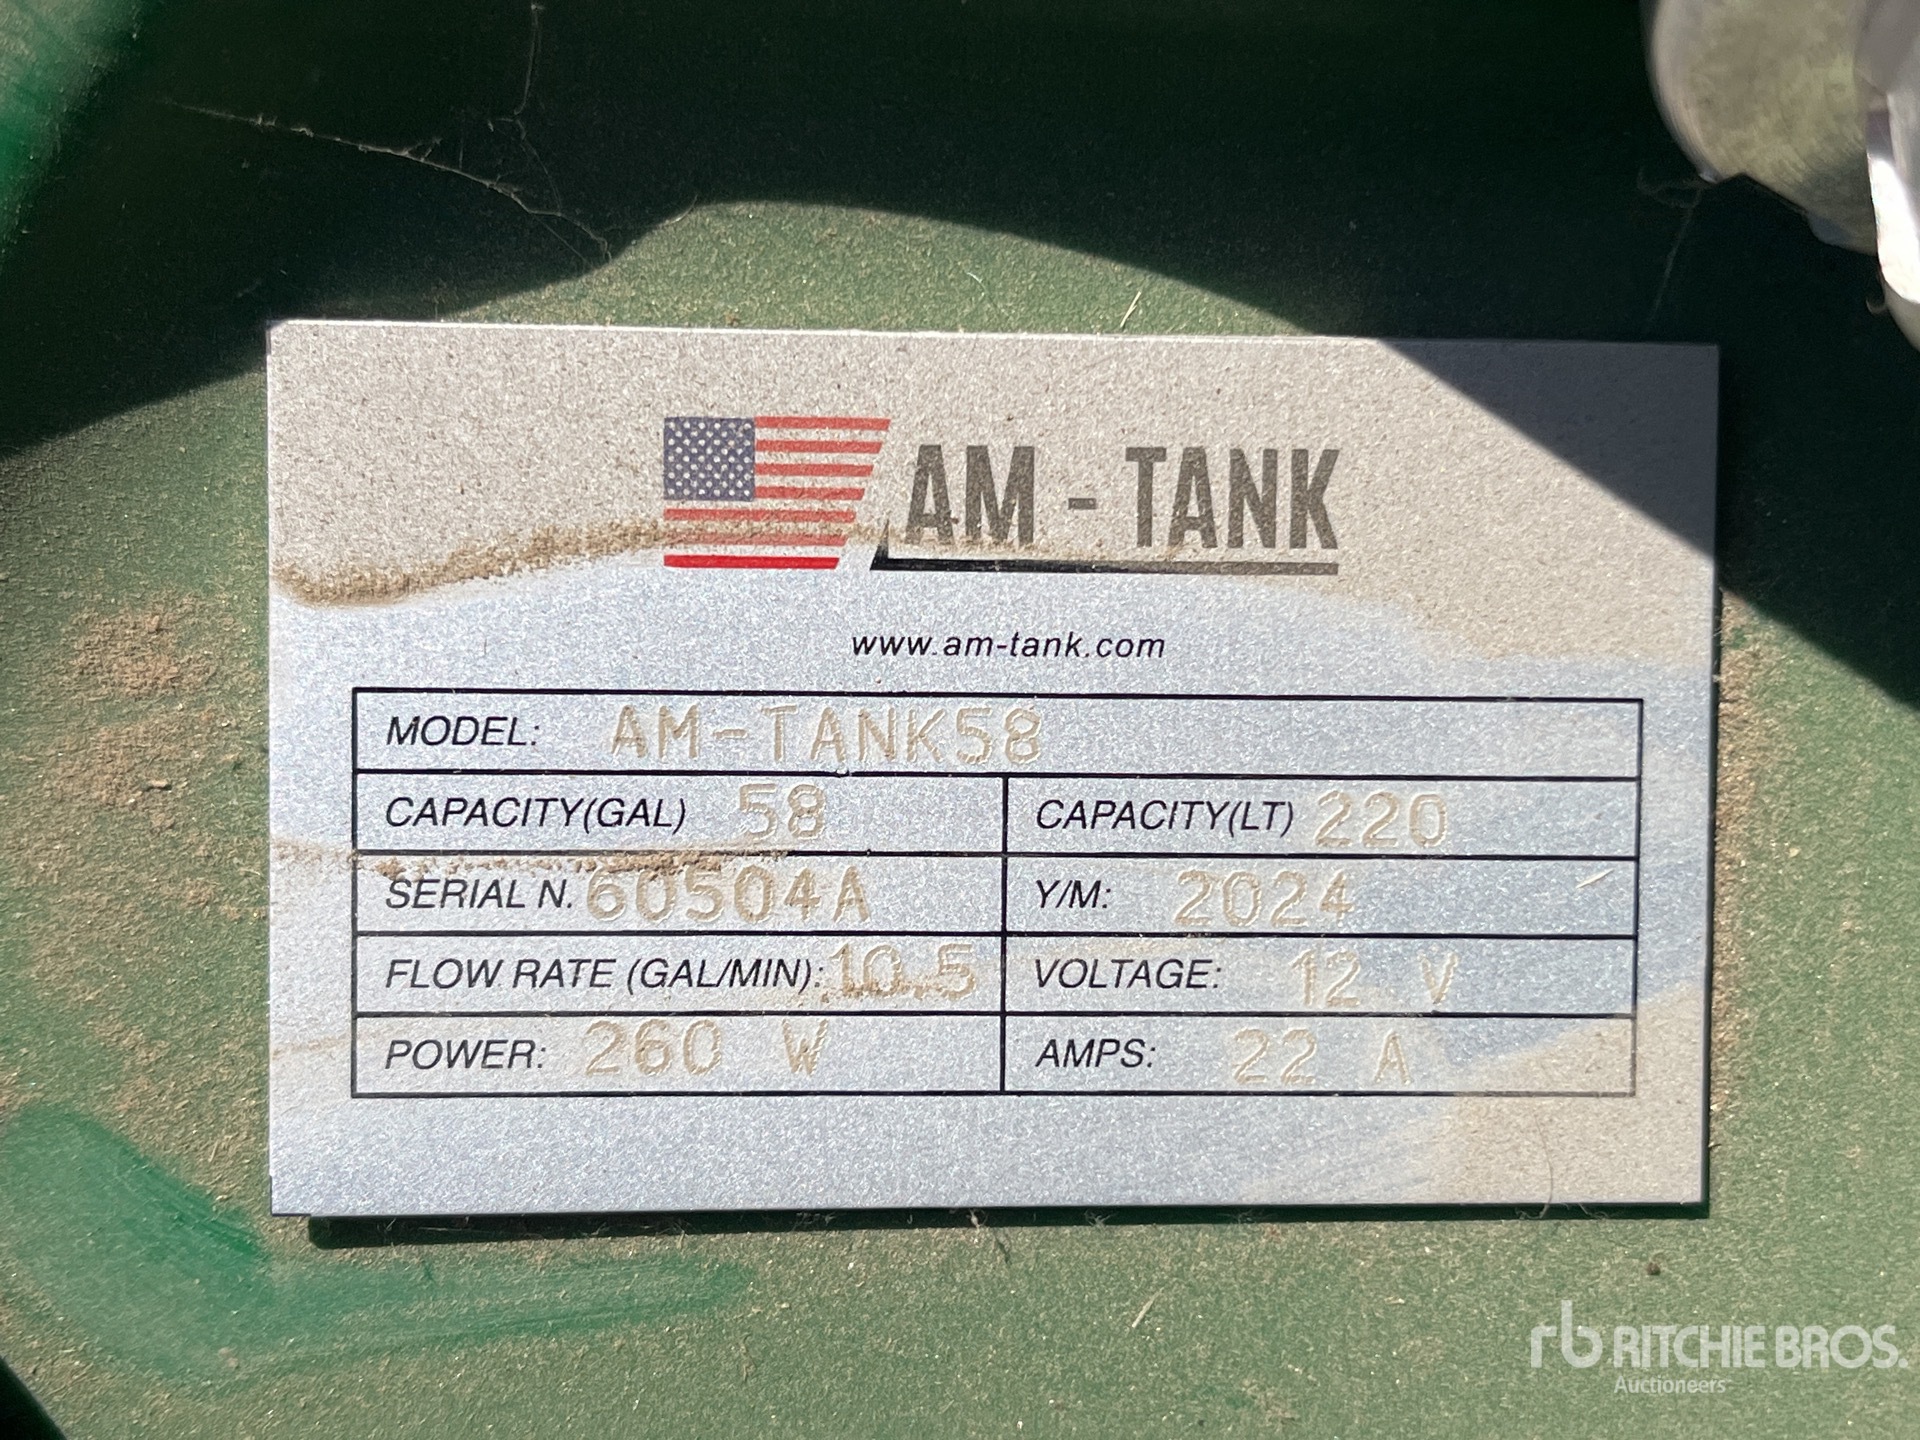 AM - TANK
www.am-tank.com
MODEL: AM-TANK58
CAPACITY(GAL) 58 CAPACITY(LT) 220
SERIAL N. 60504A Y/M: 2024
FLOW RATE (GAL/MIN): 10.5 VOLTAGE: 12 V
POWER: 260 W AMPS: 22 A
rb RITCHIE BROS.
Auctioneers